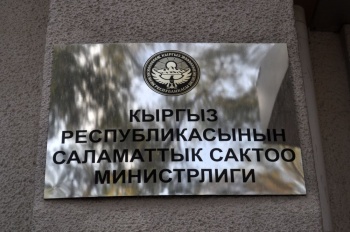 КЫРГЫЗ
РЕСПУБЛИКАСЫНЫН
САЛАМАТТЫК САКТОО
МИНИСТРЛИГИ